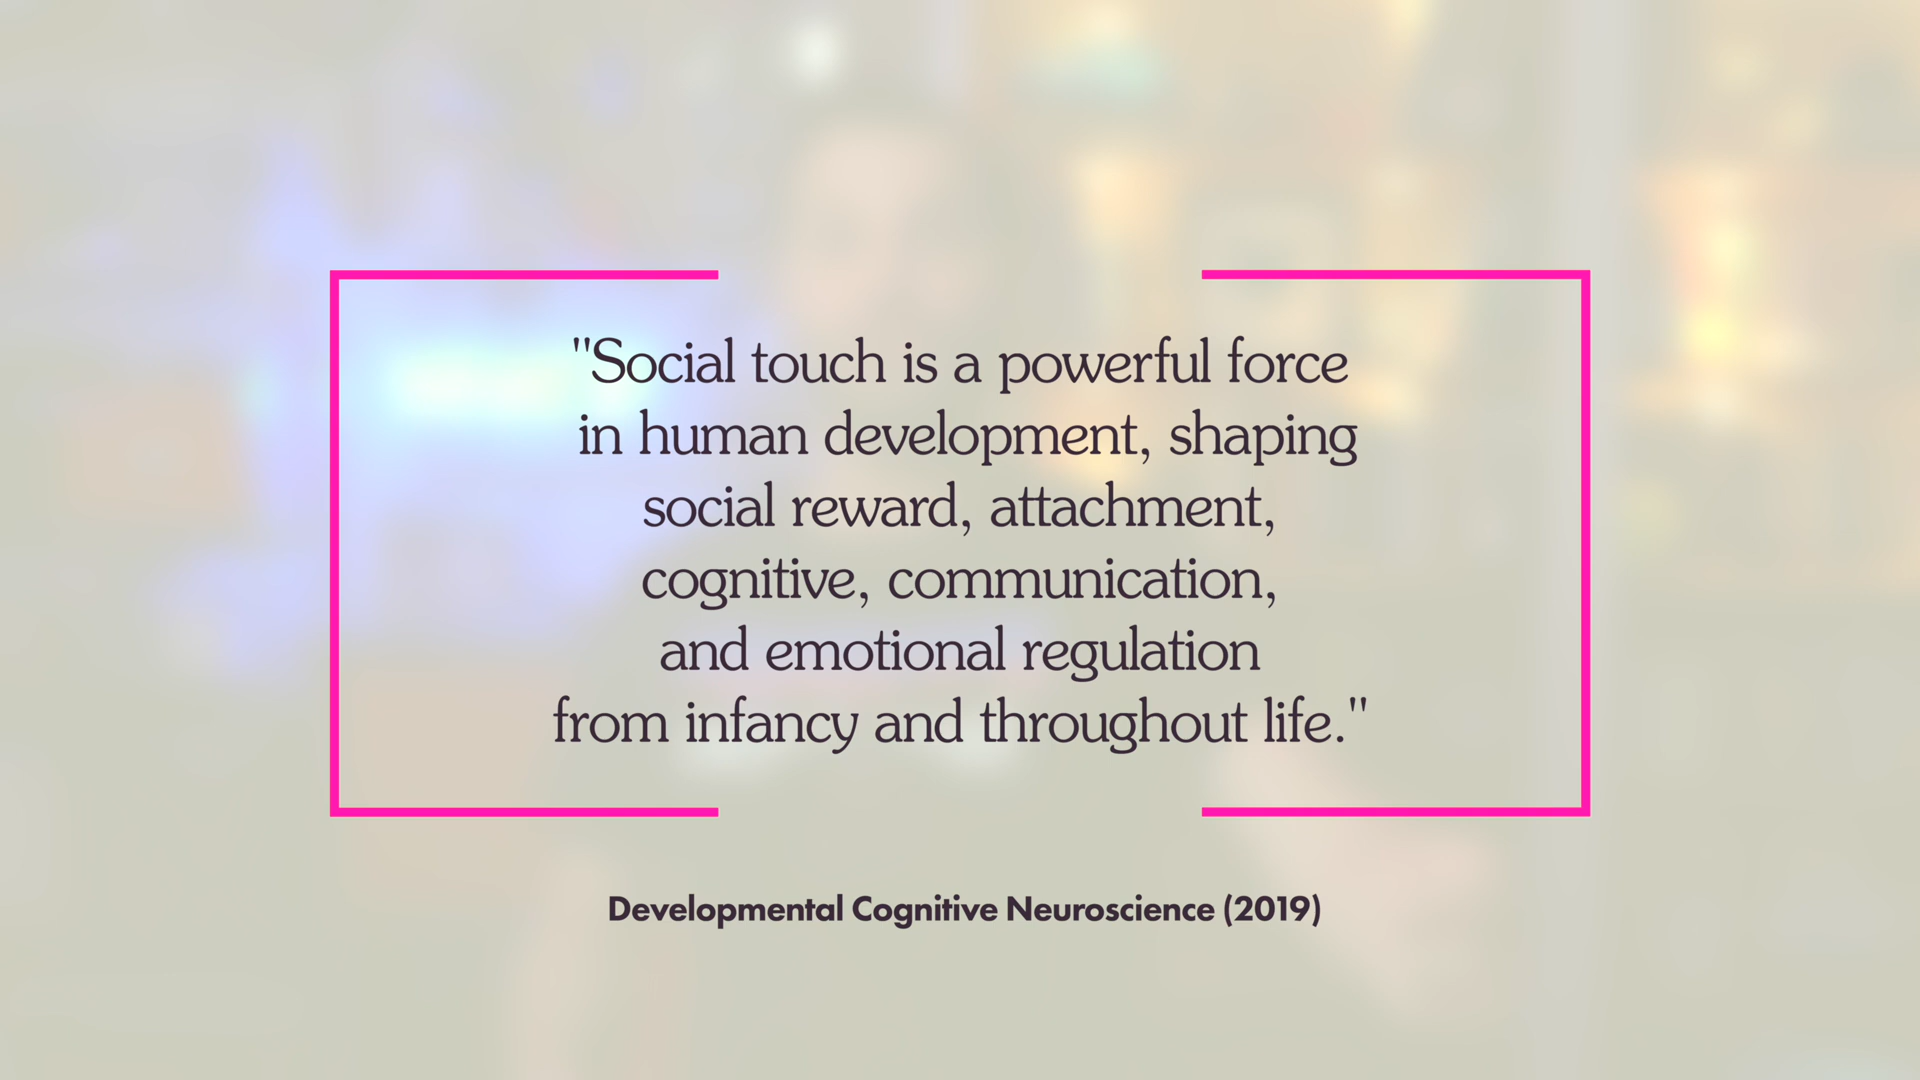 "Social touch is a powerful force
in human development, shaping
social reward, attachment,
cognitive, communication,
and emotional regulation
from infancy and throughout life."
Developmental Cognitive Neuroscience (2019)